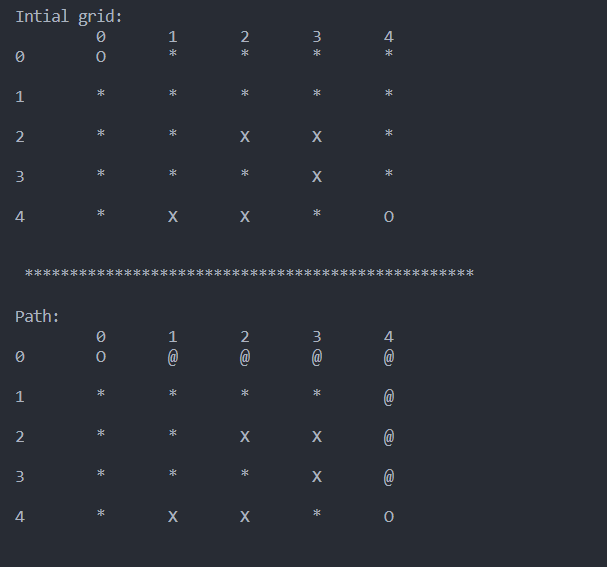 Intial grid:
0 1 2 3 4
0 O * * * *
1 * * * * *
2 * * X X *
3 * * * X *
4 * X X * O
**************************************************
Path:
0 1 2 3 4
0 O @ @ @ @
1 * * * * @
2 * * X X @
3 * * * X @
4 * X X * O